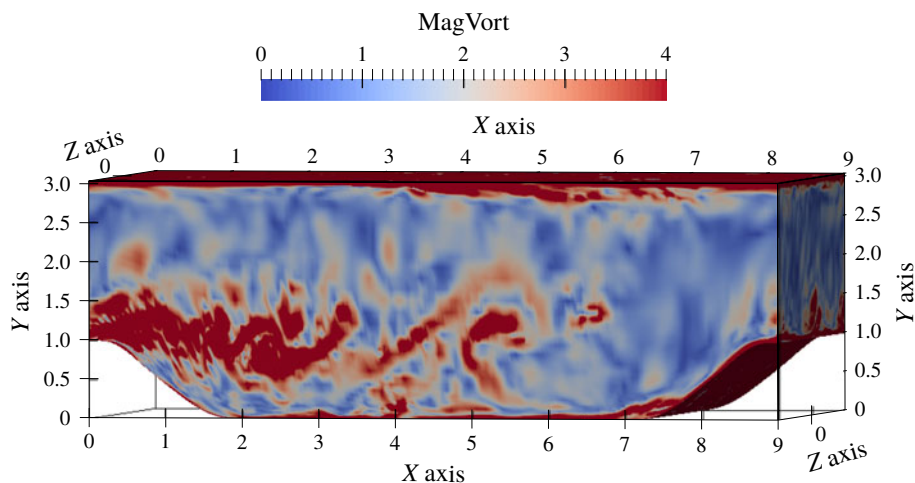 MagVort
0 1 2 3 4
X axis
Z axis
0 0 1 2 3 4 5 6 7 8 9
3.0 3.0
2.5 2.5
2.0 2.0
Y axis 1.5 1.5 Y axis
1.0 1.0
0.5 0.5
0 0
0 1 2 3 4 5 6 7 8 9 0
X axis Z axis